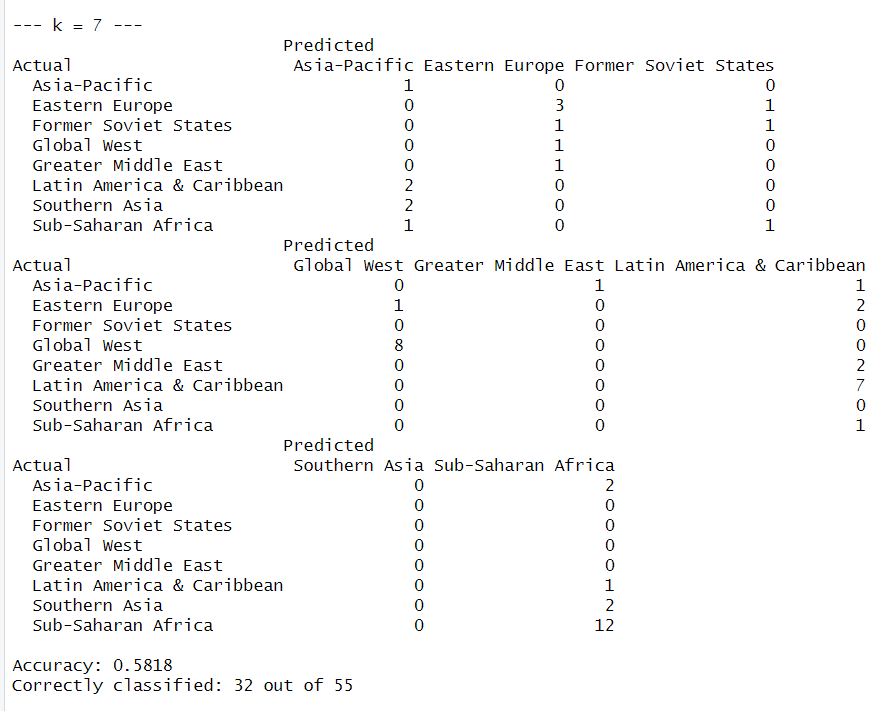 --- k = 7 ---
                           Predicted
Actual                      Asia-Pacific Eastern Europe Former Soviet States
  Asia-Pacific                         1              0                    0
  Eastern Europe                       0              3                    1
  Former Soviet States                 0              1                    1
  Global West                          0              1                    0
  Greater Middle East                  0              1                    0
  Latin America & Caribbean            2              0                    0
  Southern Asia                        2              0                    0
  Sub-Saharan Africa                   1              0                    1
                           Predicted
Actual                      Global West Greater Middle East Latin America & Caribbean
  Asia-Pacific                        0                   1                         1
  Eastern Europe                      1                   0                         2
  Former Soviet States                0                   0                         0
  Global West                         8                   0                         0
  Greater Middle East                 0                   0                         2
  Latin America & Caribbean           0                   0                         7
  Southern Asia                       0                   0                         0
  Sub-Saharan Africa                  0                   0                         1
                           Predicted
Actual                      Southern Asia Sub-Saharan Africa
  Asia-Pacific                          0                  2
  Eastern Europe                        0                  0
  Former Soviet States                  0                  0
  Global West                           0                  0
  Greater Middle East                   0                  0
  Latin America & Caribbean             0                  1
  Southern Asia                         0                  2
  Sub-Saharan Africa                    0                 12

Accuracy: 0.5818
Correctly classified: 32 out of 55